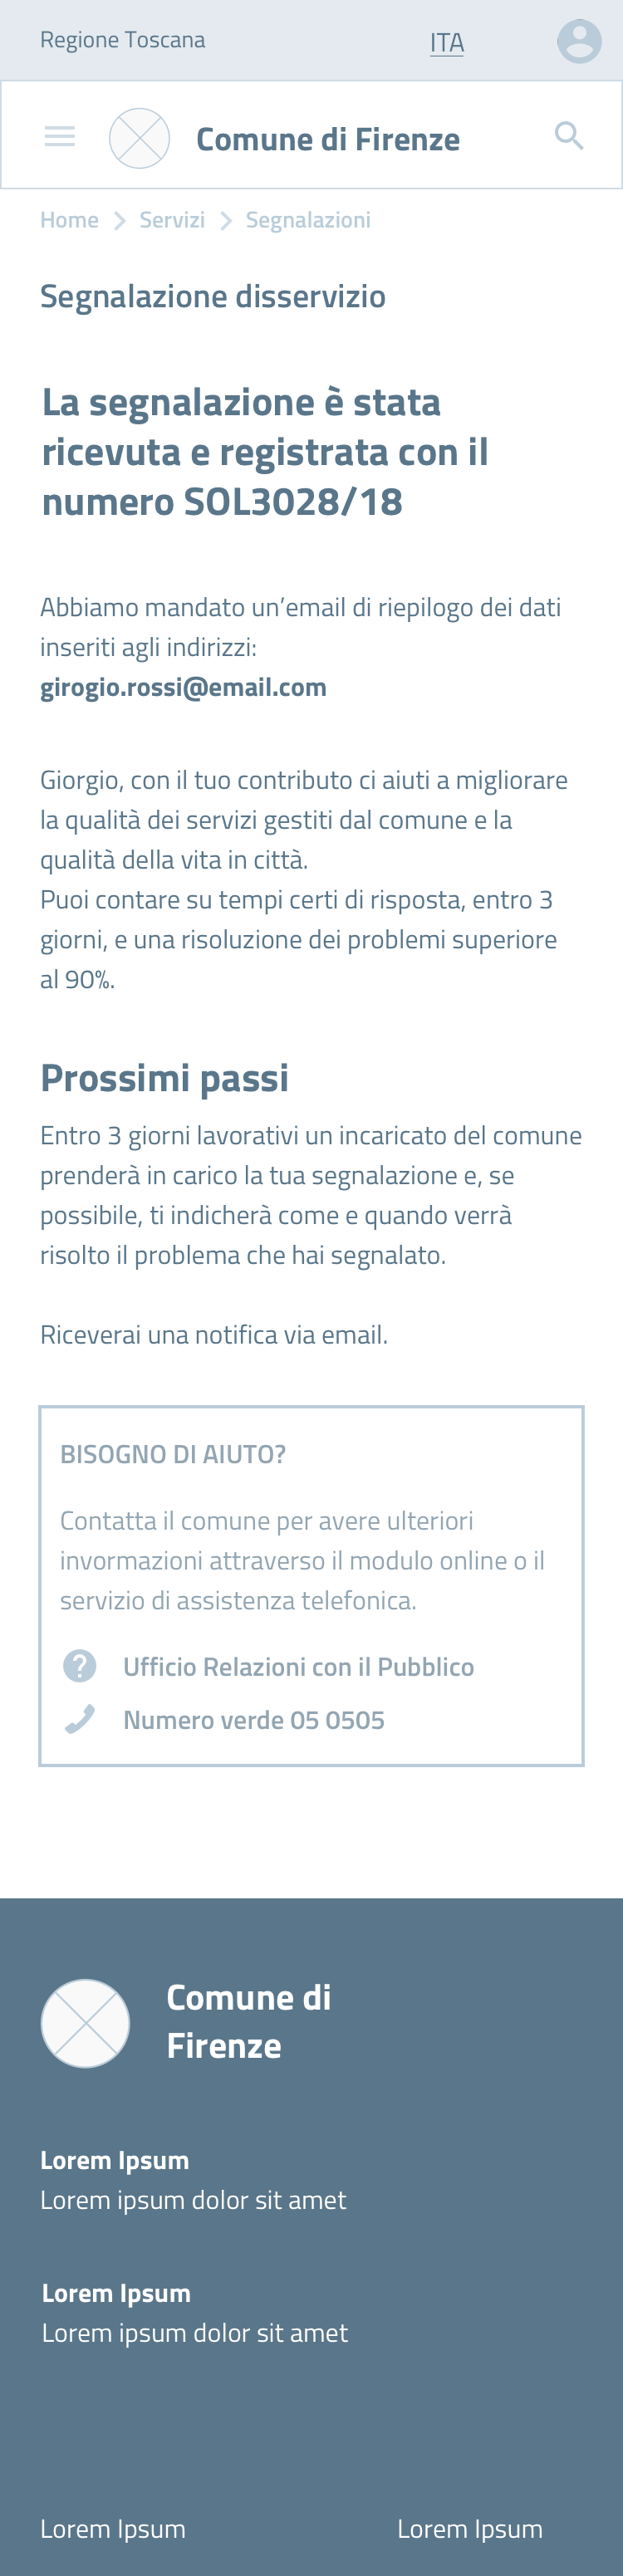 Regione Toscana
ITA
Comune di Firenze
Home
Servizi
Segnalazioni
Segnalazione disservizio
La segnalazione è stata
ricevuta e registrata con il
numero SOL3028/18
Abbiamo mandato un’email di riepilogo dei dati
inseriti agli indirizzi:
girogio.rossi@email.com
Giorgio, con il tuo contributo ci aiuti a migliorare
la qualità dei servizi gestiti dal comune e la
qualità della vita in città.
Puoi contare su tempi certi di risposta, entro 3
giorni, e una risoluzione dei problemi superiore
al 90%.
Prossimi passi
Entro 3 giorni lavorativi un incaricato del comune
prenderà in carico la tua segnalazione e, se
possibile, ti indicherà come e quando verrà
risolto il problema che hai segnalato.
Riceverai una notifica via email.
BISOGNO DI AIUTO?
Contatta il comune per avere ulteriori
invormazioni attraverso il modulo online o il
servizio di assistenza telefonica.
Ufficio Relazioni con il Pubblico
Numero verde 05 0505
Comune di
Firenze
Lorem Ipsum
Lorem ipsum dolor sit amet
Lorem Ipsum
Lorem ipsum dolor sit amet
Lorem Ipsum
Lorem Ipsum